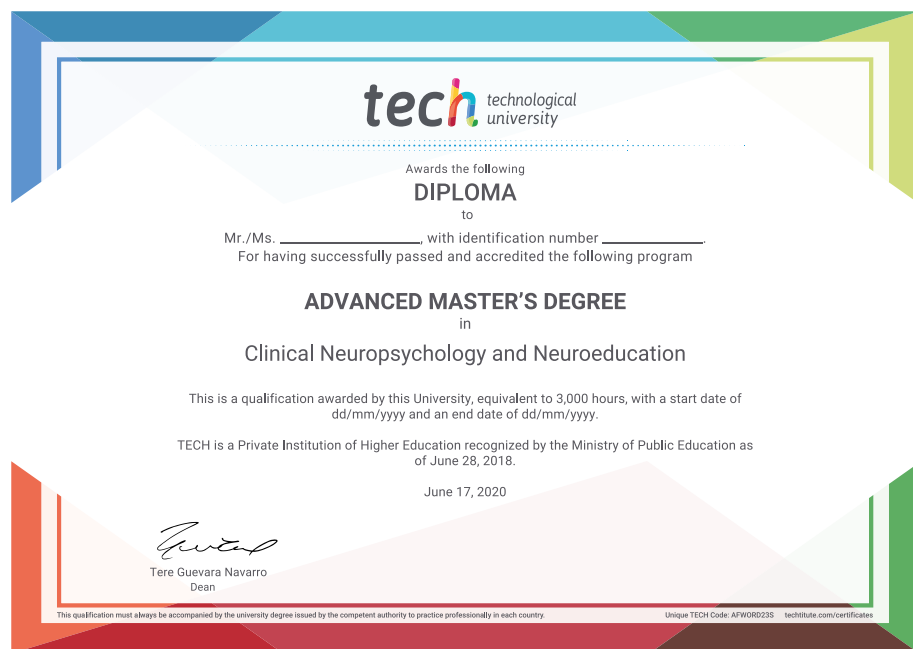 tech technological
university
Awards the following
DIPLOMA
to
Mr./Ms. ____________________, with identification number ______________.
For having successfully passed and accredited the following program
ADVANCED MASTER'S DEGREE
in
Clinical Neuropsychology and Neuroeducation
This is a qualification awarded by this University, equivalent to 3,000 hours, with a start date of
dd/mm/yyyy and an end date of dd/mm/yyyy.
TECH is a Private Institution of Higher Education recognized by the Ministry of Public Education as
of June 28, 2018.
June 17, 2020
Tere Guevara Navarro
Dean
This qualification must always be accompanied by the university degree issued by the competent authority to practice professionally in each country.
Unique TECH Code: AFWORD23S techtitute.com/certificates